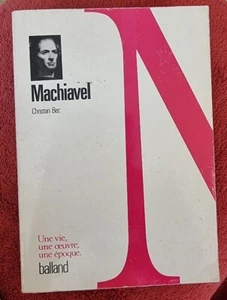 Machiavel
Christian Bec
Une vie,
une œuvre,
une époque.
balland